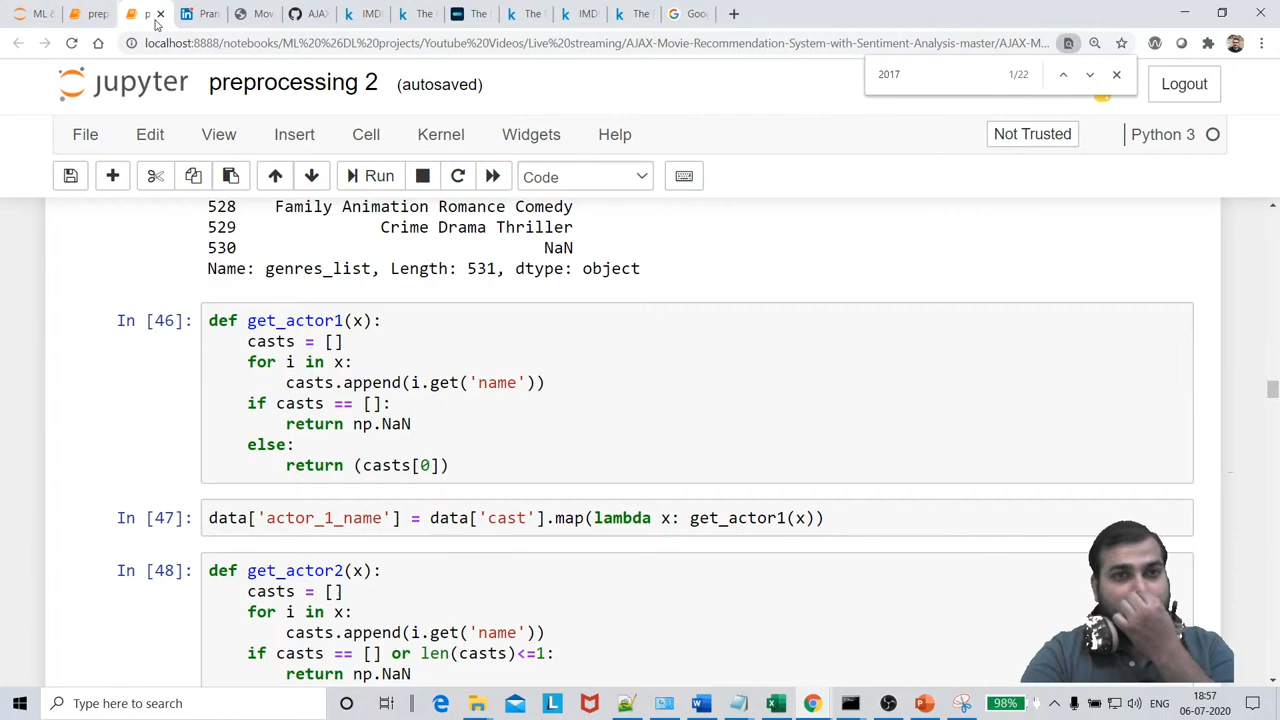 ML &
prep
p
Pran
Mov
AJAX
IMD
The
The
The
IMD
The
Goo
localhost:8888/notebooks/ML%20%26%20DL%20projects/Youtube%20Videos/Live%20streaming/AJAX-Movie-Recommendation-System-with-Sentiment-Analysis-master/AJAX-M...
2017 1/22
jupyter preprocessing 2 (autosaved)
Logout
File Edit View Insert Cell Kernel Widgets Help
Not Trusted
Python 3
Run
Code
528 Family Animation Romance Comedy
529 Crime Drama Thriller
530 NaN
Name: genres_list, Length: 531, dtype: object
In [46]: def get_actor1(x):
casts = []
for i in x:
casts.append(i.get('name'))
if casts == []:
return np.NaN
else:
return (casts[0])
In [47]: data['actor_1_name'] = data['cast'].map(lambda x: get_actor1(x))
In [48]: def get_actor2(x):
casts = []
for i in x:
casts.append(i.get('name'))
if casts == [] or len(casts)<=1:
return np.NaN
Type here to search
98%
ENG
18:57
06-07-2020